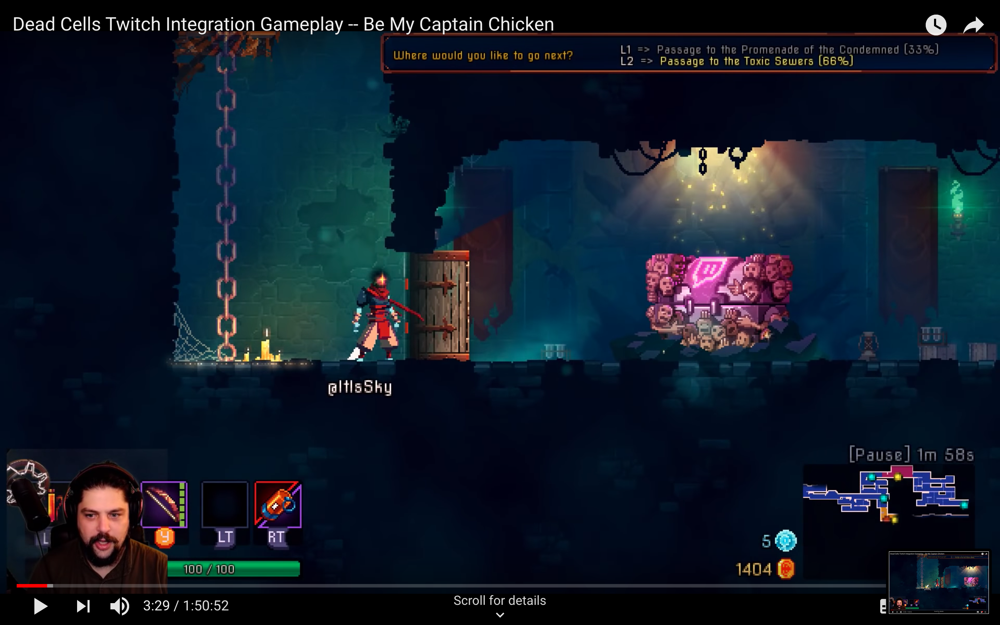 Dead Cells Twitch Integration Gameplay -- Be My Captain Chicken
Where would you like to go next?
L1 => Passage to the Promenade of the Condemned (33%)
L2 => Passage to the Toxic Sewers (66%)
@ItIsSky
[Pause] 1m 58s
L
Y
LT
RT
5
100 / 100
1404
3:29 / 1:50:52
Scroll for details